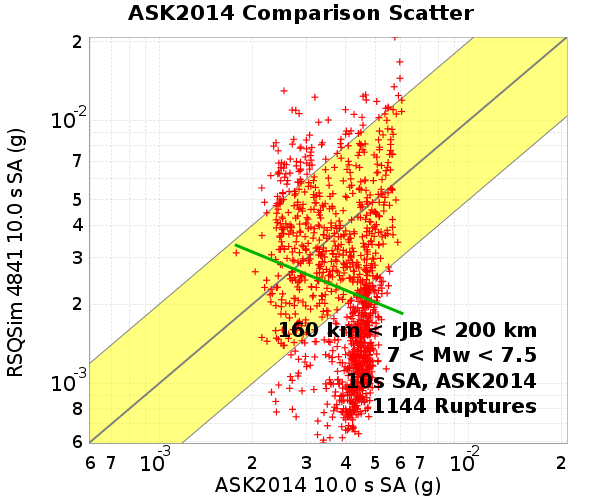 ASK2014 Comparison Scatter
RSQSim 4841 10.0 s SA (g)
2
10-2
7
5
4
3
2
10-3
8
6
160 km < rJB < 200 km
7 < Mw < 7.5
10s SA, ASK2014
1144 Ruptures
6 7 10-3 2 3 4 5 6 7 10-2 2
ASK2014 10.0 s SA (g)